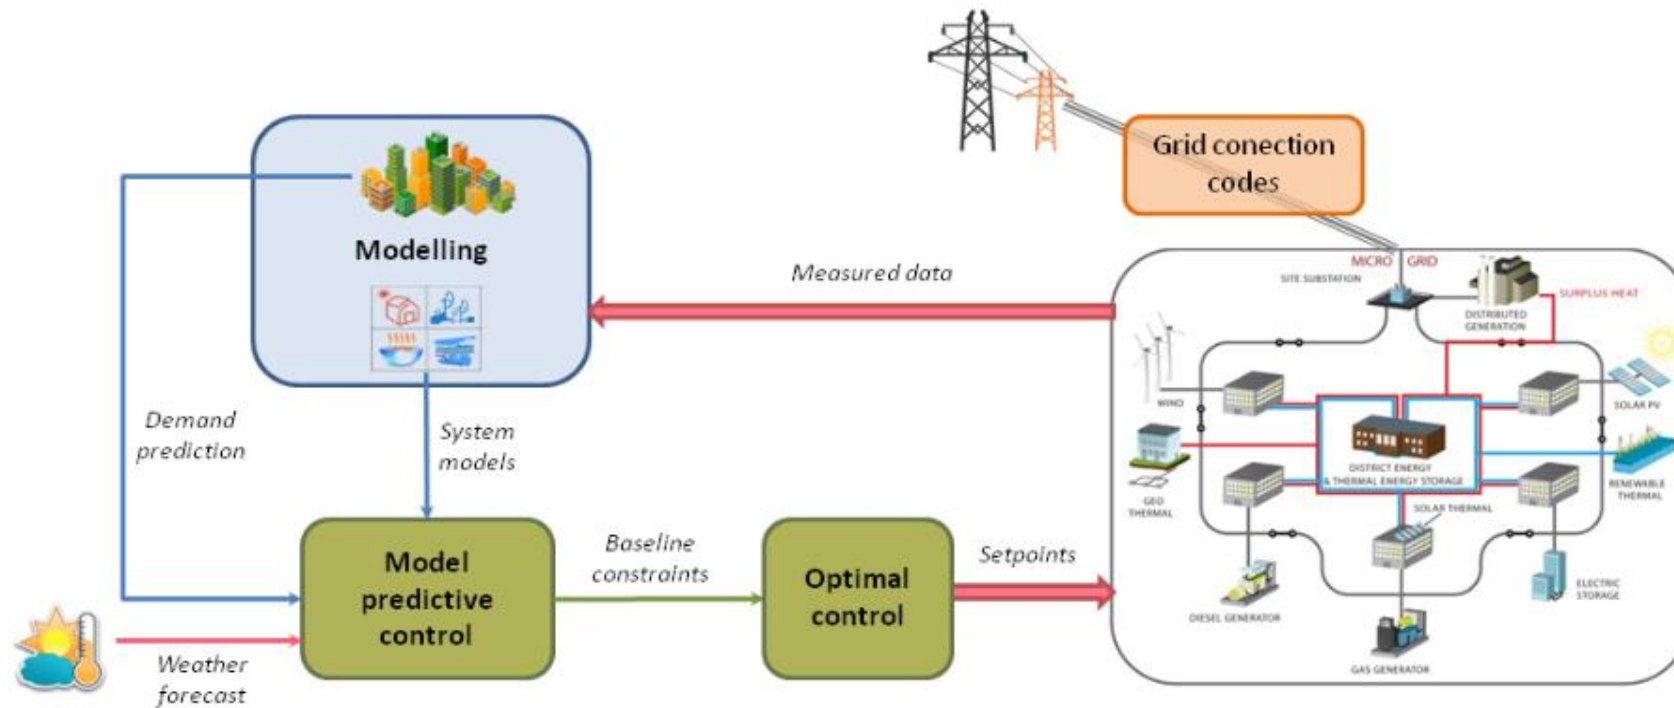 Grid conection
codes
Modelling
Measured data
MICRO GRID
SITE SUBSTATION
SURPLUS HEAT
DISTRIBUTED
GENERATION
WIND
SOLAR PV
Demand
prediction
System
models
DISTRICT ENERGY
& THERMAL ENERGY STORAGE
GEO
THERMAL
RENEWABLE
THERMAL
SOLAR THERMAL
Model
predictive
control
Baseline
constraints
Optimal
control
Setpoints
ELECTRIC
STORAGE
DIESEL GENERATOR
GAS GENERATOR
Weather
forecast